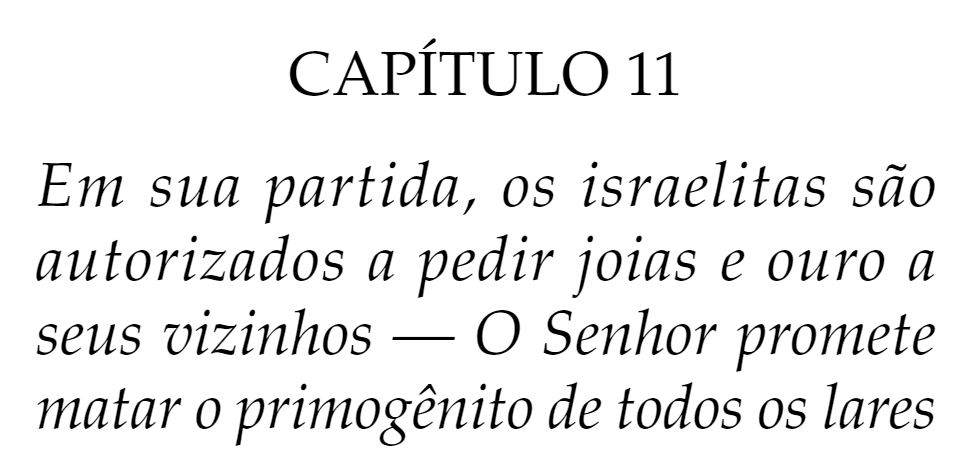 CAPÍTULO 11
Em sua partida, os israelitas são
autorizados a pedir joias e ouro a
seus vizinhos — O Senhor promete
matar o primogênito de todos os lares